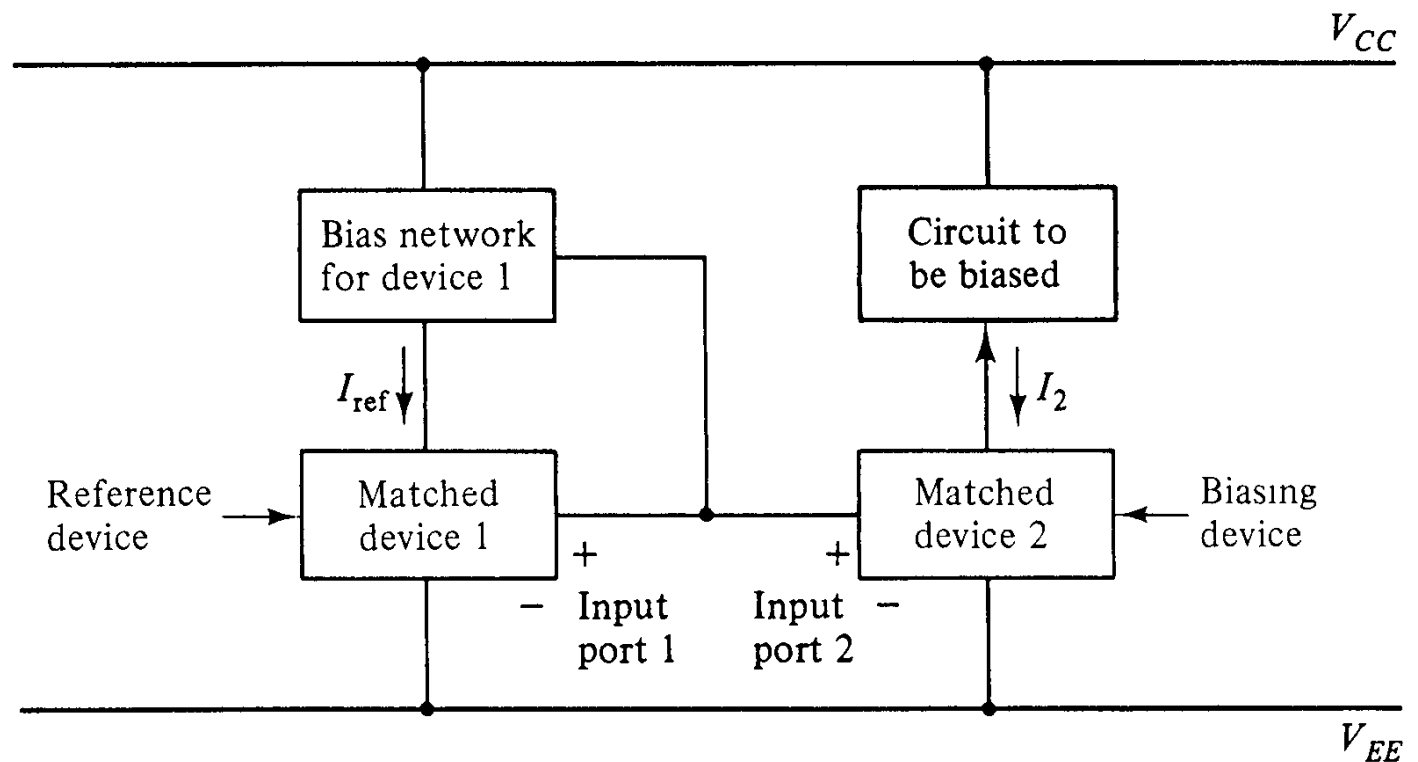 V_CC
Bias network
for device 1
Circuit to
be biased
I_ref
I_2
Reference
device
Matched
device 1
Matched
device 2
Biasing
device
+
+
− Input
port 1
Input −
port 2
V_EE